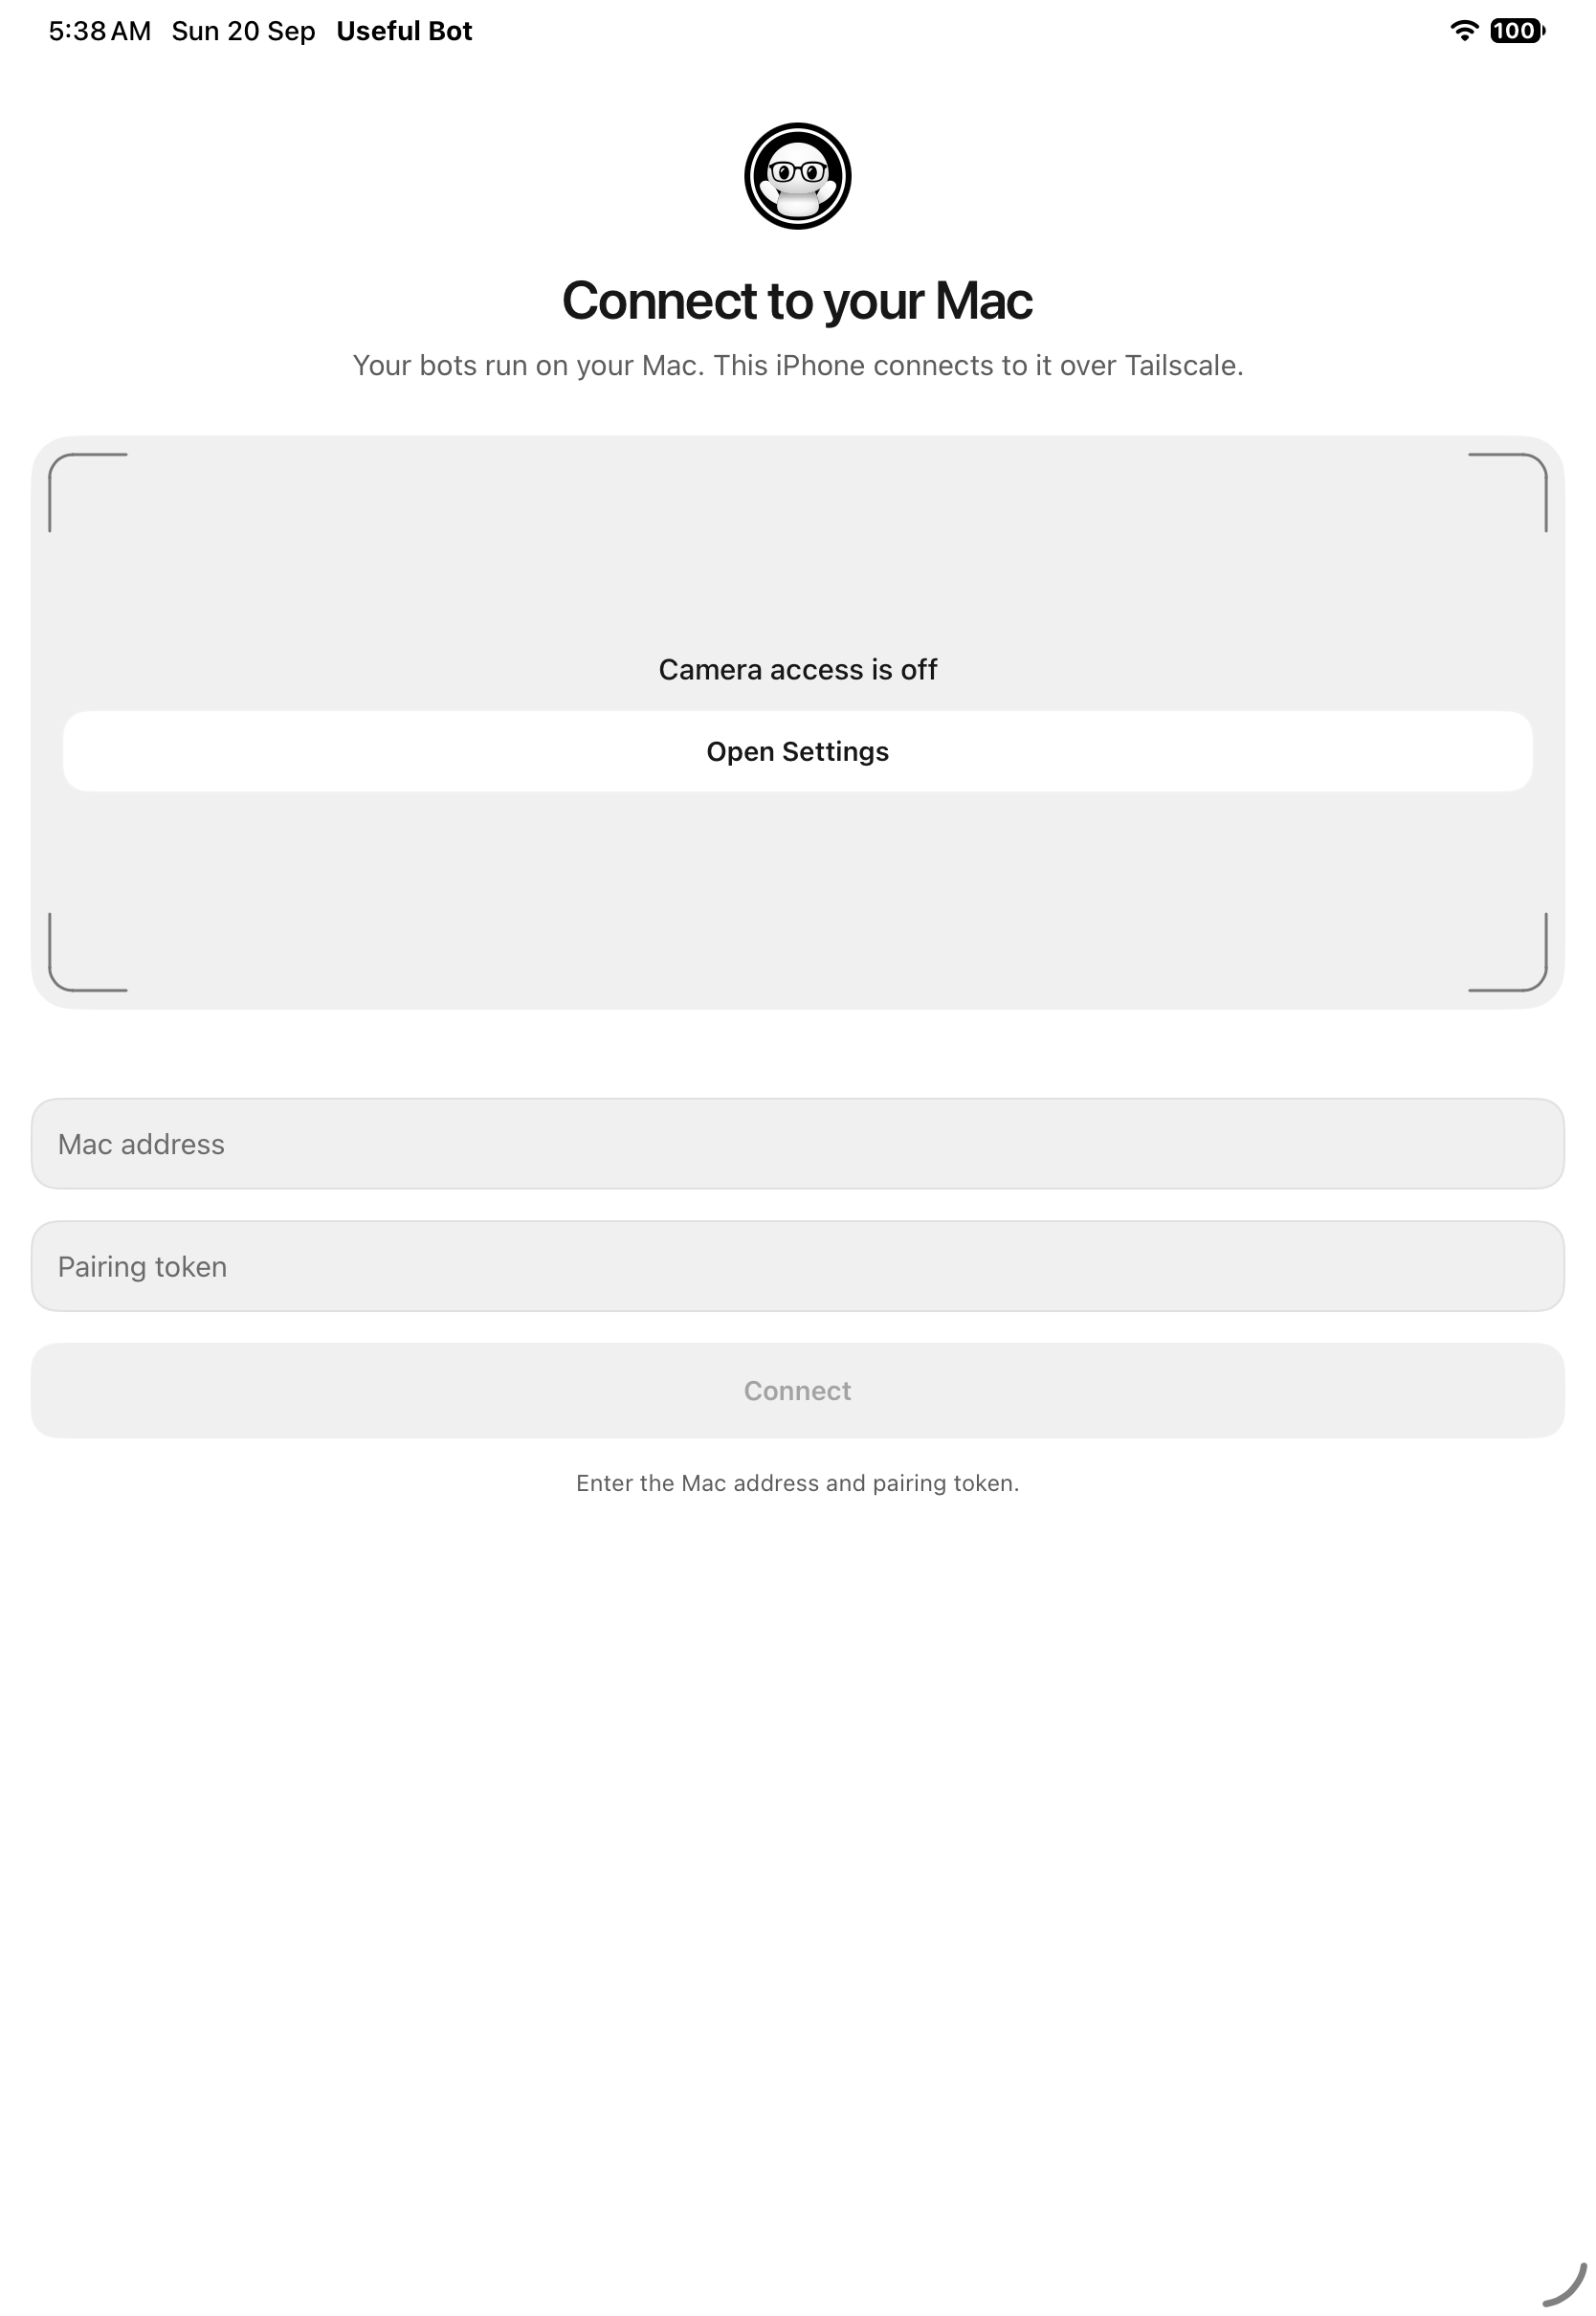 5:38 AM Sun 20 Sep Useful Bot 100
Connect to your Mac
Your bots run on your Mac. This iPhone connects to it over Tailscale.
Camera access is off
Open Settings
Mac address
Pairing token
Connect
Enter the Mac address and pairing token.